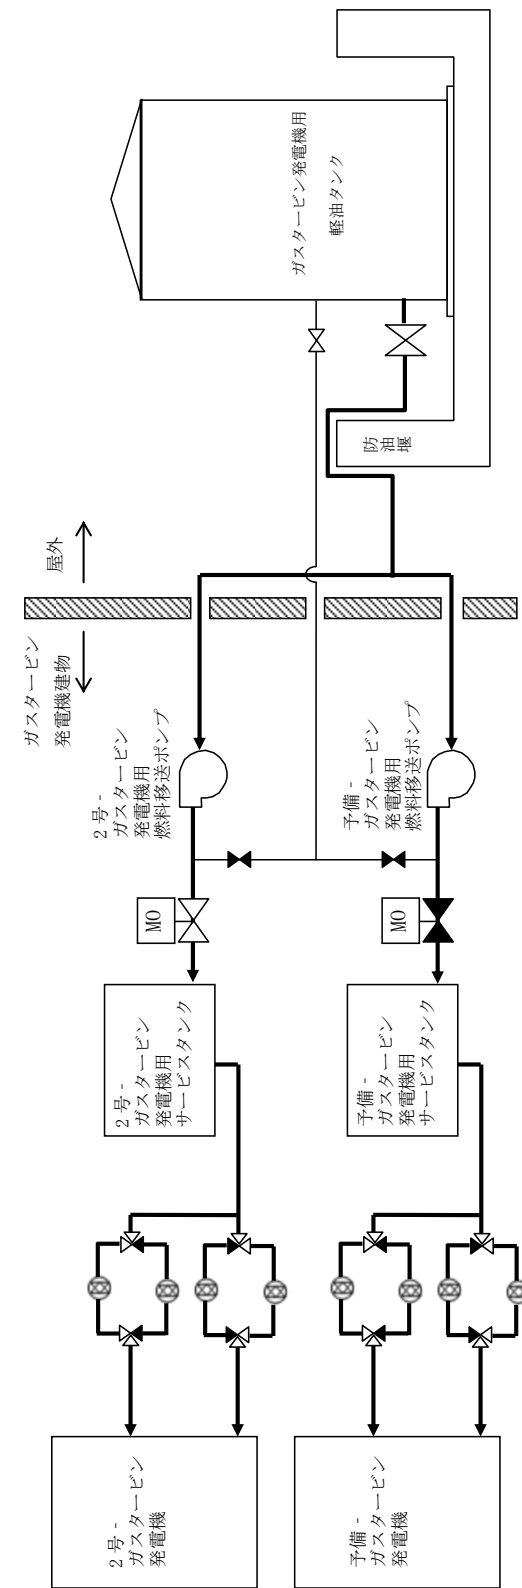 ガスタービン発電機用
軽油タンク
防
油
堰
屋外
ガスタービン
発電機建物
2号-
ガスタービン
発電機用
燃料移送ポンプ
予備-
ガスタービン
発電機用
燃料移送ポンプ
MO
MO
2号-
ガスタービン
発電機用
サービスタンク
予備-
ガスタービン
発電機用
サービスタンク
2号-
ガスタービン
発電機
予備-
ガスタービン
発電機